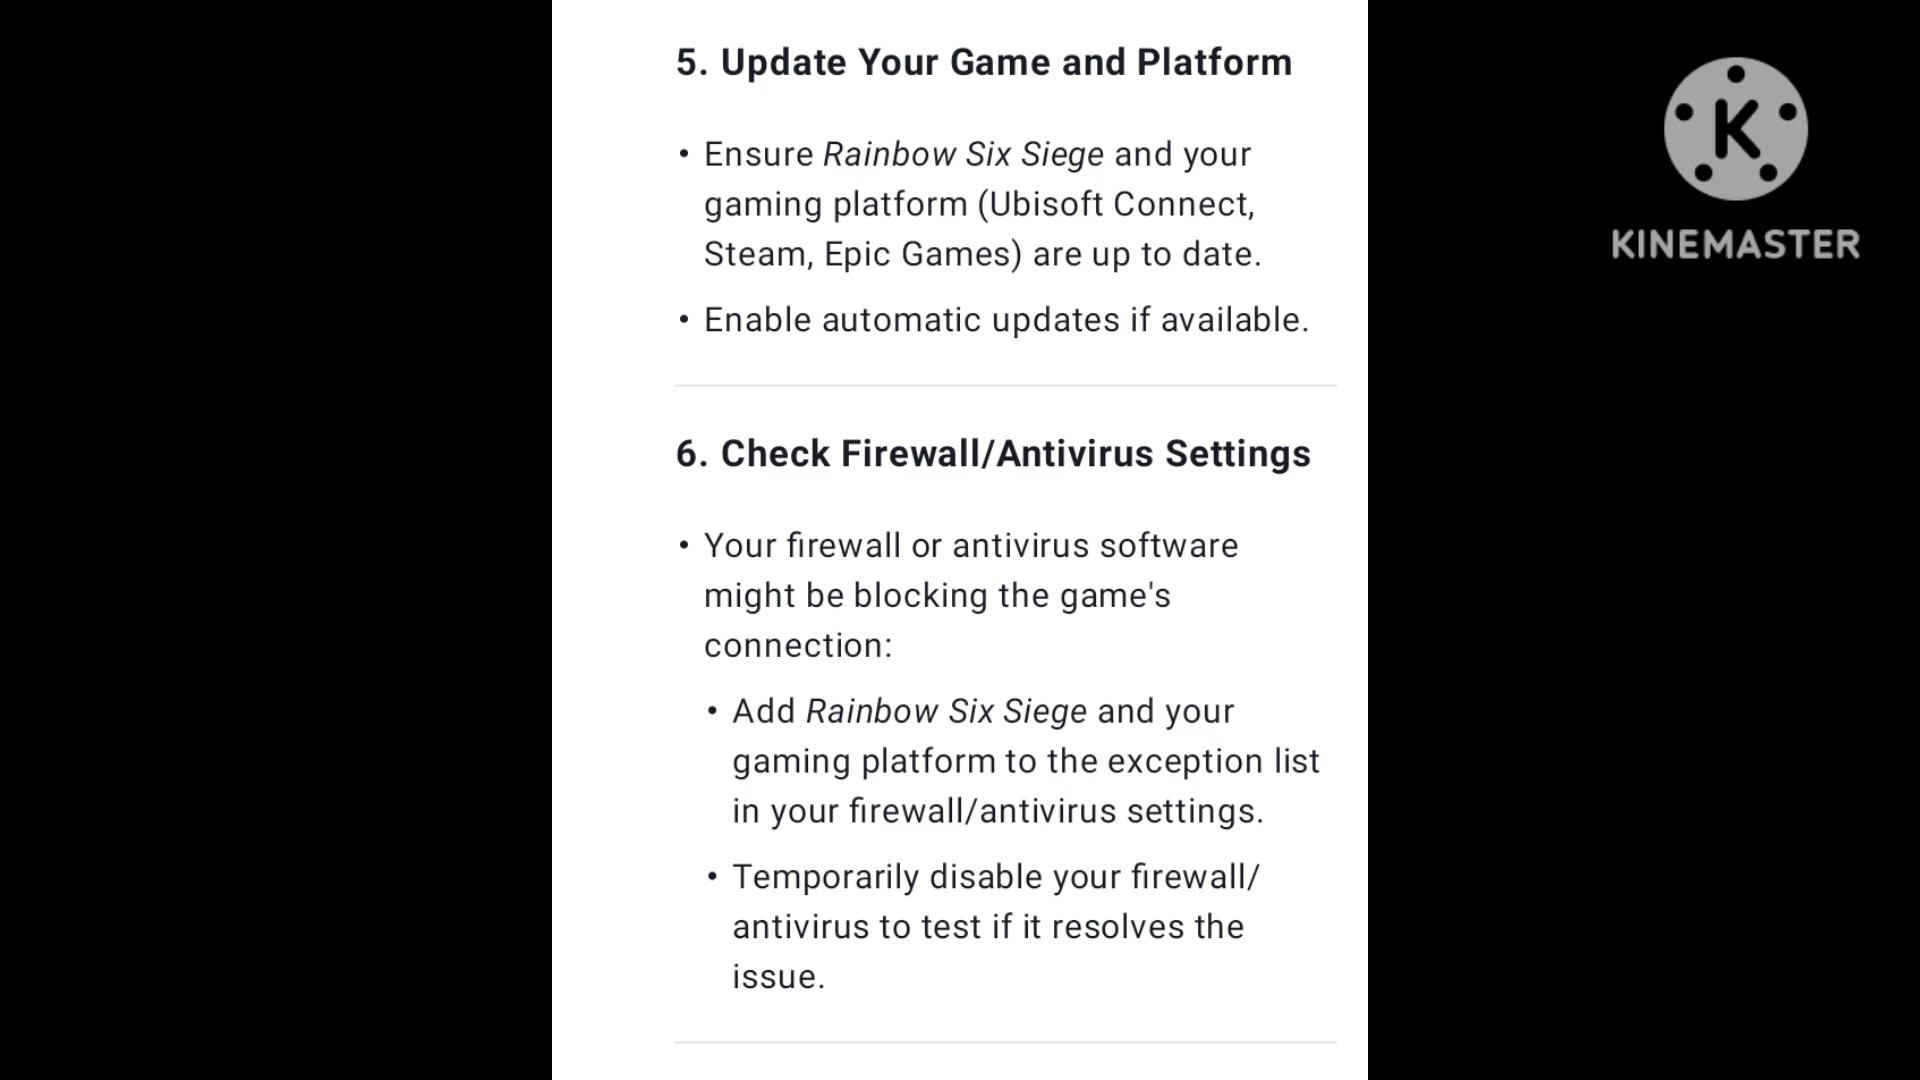 5. Update Your Game and Platform
• Ensure Rainbow Six Siege and your
gaming platform (Ubisoft Connect,
Steam, Epic Games) are up to date.
• Enable automatic updates if available.
6. Check Firewall/Antivirus Settings
• Your firewall or antivirus software
might be blocking the game's
connection:
• Add Rainbow Six Siege and your
gaming platform to the exception list
in your firewall/antivirus settings.
• Temporarily disable your firewall/
antivirus to test if it resolves the
issue.
K
KINEMASTER